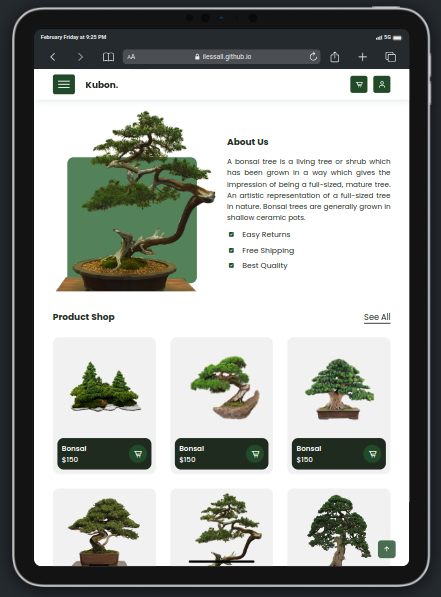 February Friday at 9:25 PM
5G
AA
ilessall.github.io
Kubon.
About Us
A bonsai tree is a living tree or shrub which
has been grown in a way which gives the
impression of being a full-sized, mature tree.
An artistic representation of a full-sized tree
in nature. Bonsai trees are generally grown in
shallow ceramic pots.
Easy Returns
Free Shipping
Best Quality
Product Shop
See All
Bonsai
$150
Bonsai
$150
Bonsai
$150